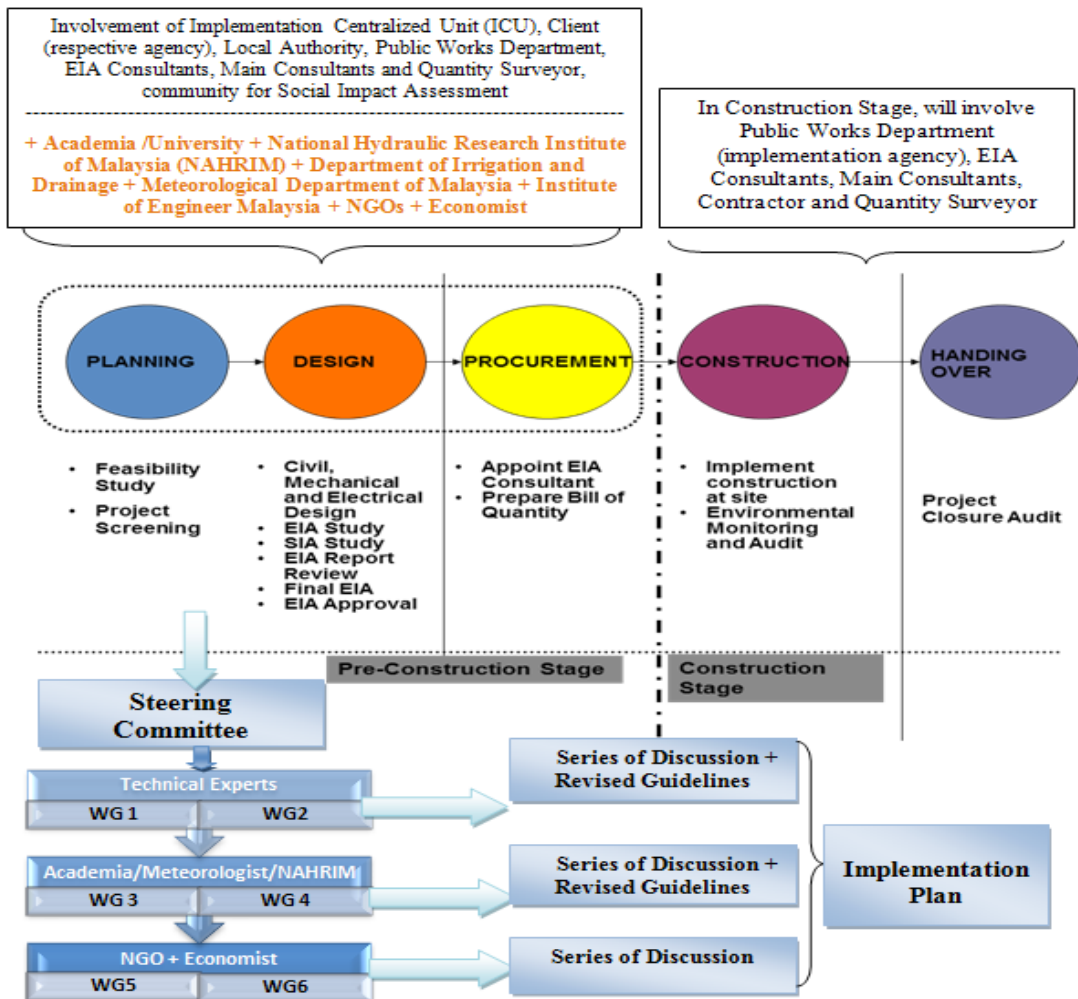 Involvement of Implementation Centralized Unit (ICU), Client
(respective agency), Local Authority, Public Works Department,
EIA Consultants, Main Consultants and Quantity Surveyor,
community for Social Impact Assessment
+ Academia /University + National Hydraulic Research Institute
of Malaysia (NAHRIM) + Department of Irrigation and
Drainage + Meteorological Department of Malaysia + Institute
of Engineer Malaysia + NGOs + Economist
In Construction Stage, will involve
Public Works Department
(implementation agency), EIA
Consultants, Main Consultants,
Contractor and Quantity Surveyor
PLANNING
DESIGN
PROCUREMENT
CONSTRUCTION
HANDING
OVER
• Feasibility
Study
• Project
Screening
• Civil,
Mechanical
and Electrical
Design
• EIA Study
• SIA Study
• EIA Report
Review
• Final EIA
• EIA Approval
• Appoint EIA
Consultant
• Prepare Bill of
Quantity
• Implement
construction
at site
• Environmental
Monitoring
and Audit
Project
Closure Audit
Pre-Construction Stage
Construction
Stage
Steering
Committee
Technical Experts
WG 1
WG2
Series of Discussion +
Revised Guidelines
Academia/Meteorologist/NAHRIM
WG 3
WG 4
Series of Discussion +
Revised Guidelines
NGO + Economist
WG5
WG6
Series of Discussion
Implementation
Plan